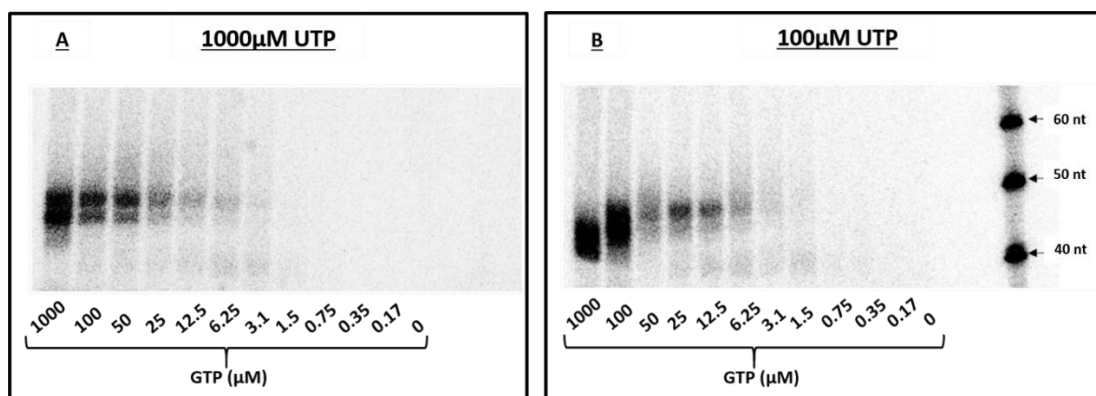 A
1000µM UTP
1000 100 50 25 12.5 6.25 3.1 1.5 0.75 0.35 0.17 0
GTP (µM)
B
100µM UTP
60 nt
50 nt
40 nt
1000 100 50 25 12.5 6.25 3.1 1.5 0.75 0.35 0.17 0
GTP (µM)